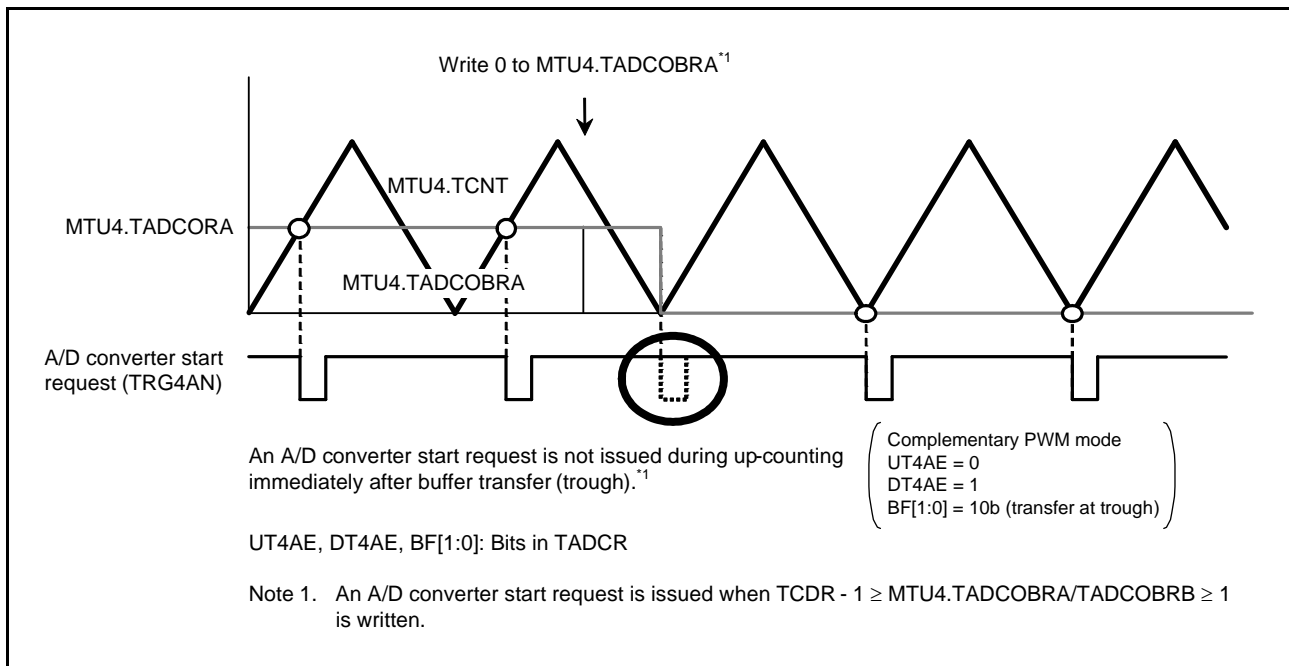 Write 0 to MTU4.TADCOBRA*1
MTU4.TCNT
MTU4.TADCORA
MTU4.TADCOBRA
A/D converter start
request (TRG4AN)
An A/D converter start request is not issued during up-counting
immediately after buffer transfer (trough).*1
Complementary PWM mode
UT4AE = 0
DT4AE = 1
BF[1:0] = 10b (transfer at trough)
UT4AE, DT4AE, BF[1:0]: Bits in TADCR
Note 1. An A/D converter start request is issued when TCDR - 1 ≥ MTU4.TADCOBRA/TADCOBRB ≥ 1
is written.